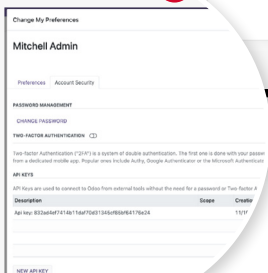 Change My Preferences
Mitchell Admin
Preferences Account Security
PASSWORD MANAGEMENT
CHANGE PASSWORD
TWO-FACTOR AUTHENTICATION
Two-factor Authentication ("2FA") is a system of double authentication. The first one is done with your
from a dedicated mobile app. Popular ones include Authy, Google Authenticator or the Microsoft
API KEYS
API Keys are used to connect to Odoo from external tools without the need for a password or Two-factor
Description Scope
Api key:
NEW API KEY